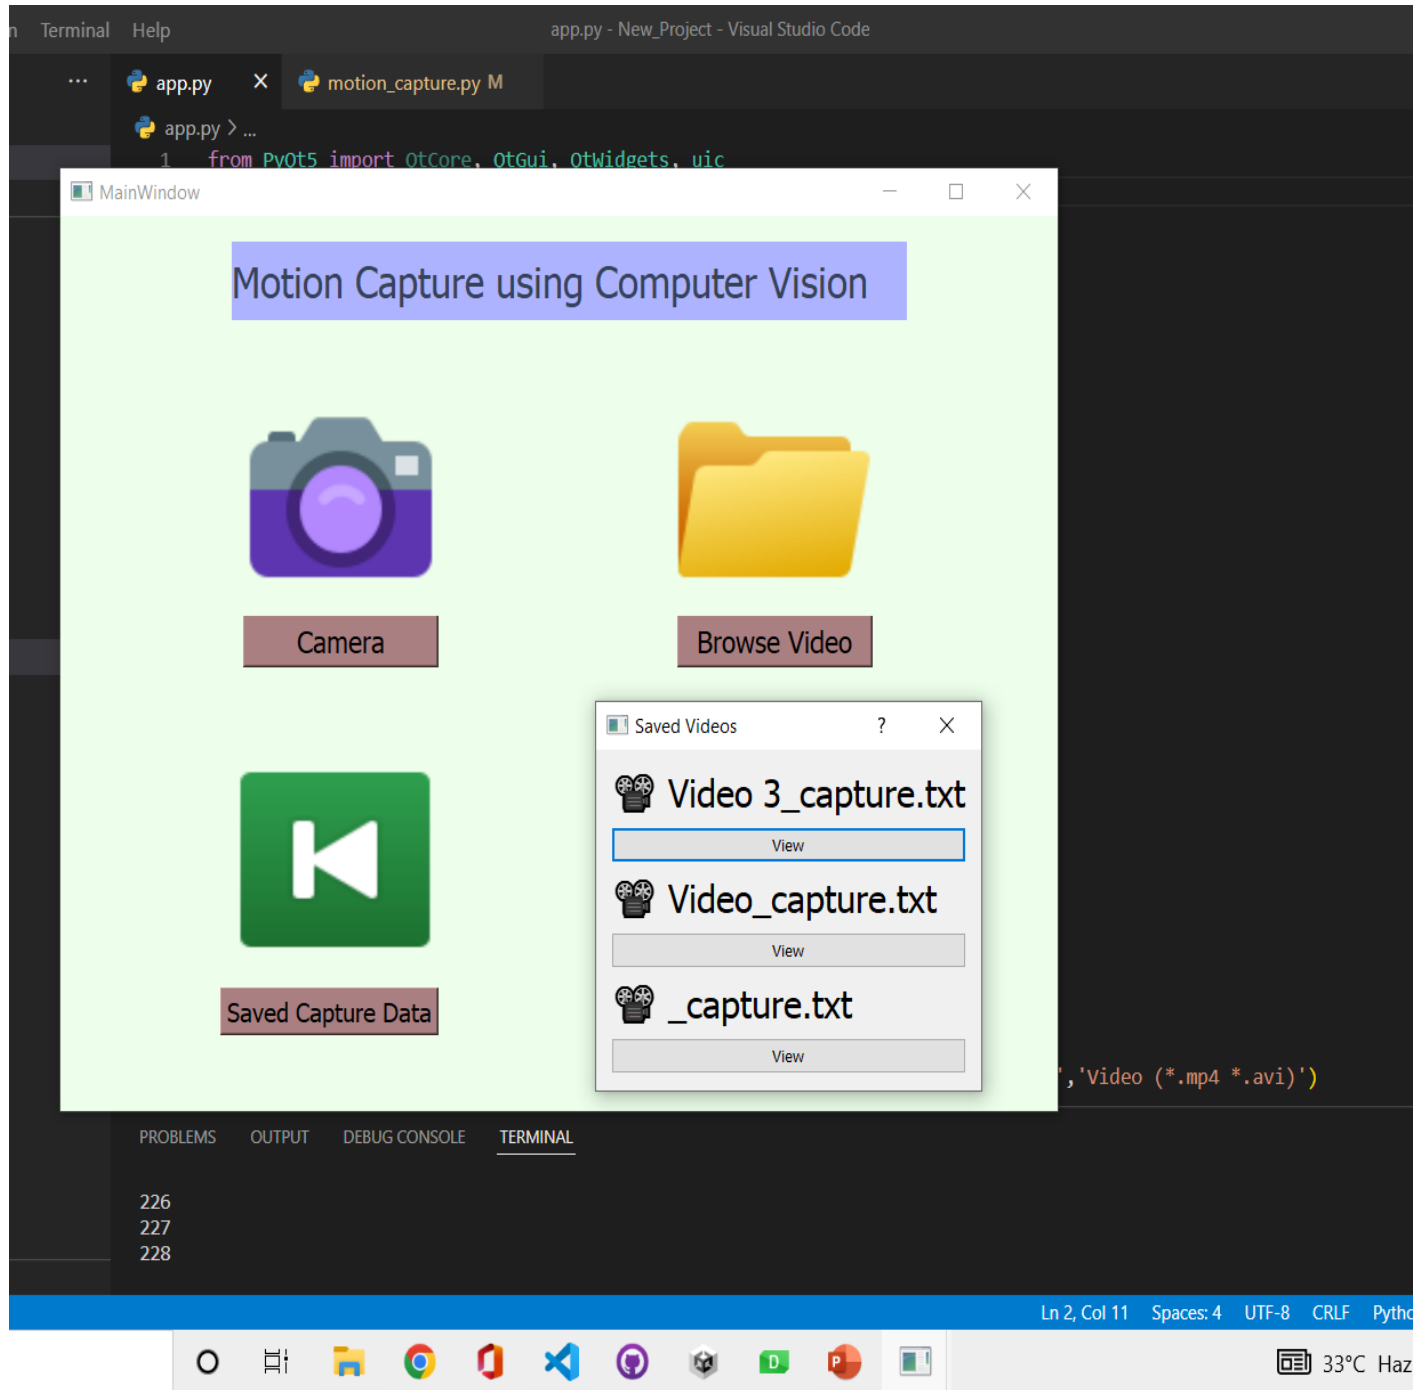 n Terminal Help app.py - New_Project - Visual Studio Code
... app.py X motion_capture.py M
app.py > ...
1 from PyQt5 import QtCore, QtGui, QtWidgets, uic
MainWindow
Motion Capture using Computer Vision
Camera
Browse Video
Saved Capture Data
Saved Videos ?
Video 3_capture.txt
View
Video_capture.txt
View
_capture.txt
View
','Video (*.mp4 *.avi)')
PROBLEMS OUTPUT DEBUG CONSOLE TERMINAL
226
227
228
Ln 2, Col 11 Spaces: 4 UTF-8 CRLF Pytho
D P 33°C Haz